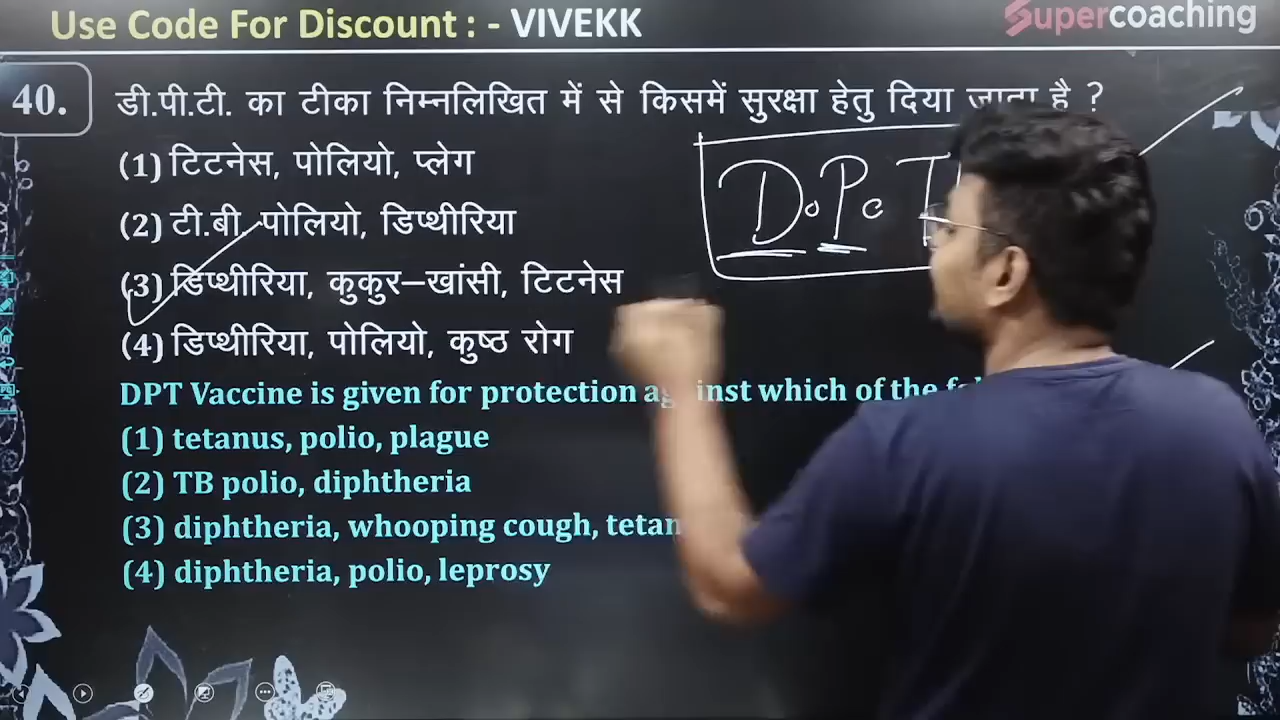 Use Code For Discount : - VIVEKK
Supercoaching
40. डी.पी.टी. का टीका निम्नलिखित में से किसमें सुरक्षा हेतु दिया जाता है ?
(1) टिटनेस, पोलियो, प्लेग
(2) टी.बी. पोलियो, डिप्थीरिया
(3) डिप्थीरिया, कुकुर–खांसी, टिटनेस
(4) डिप्थीरिया, पोलियो, कुष्ठ रोग
D.P.T
DPT Vaccine is given for protection against which of the
(1) tetanus, polio, plague
(2) TB polio, diphtheria
(3) diphtheria, whooping cough,
(4) diphtheria, polio, leprosy